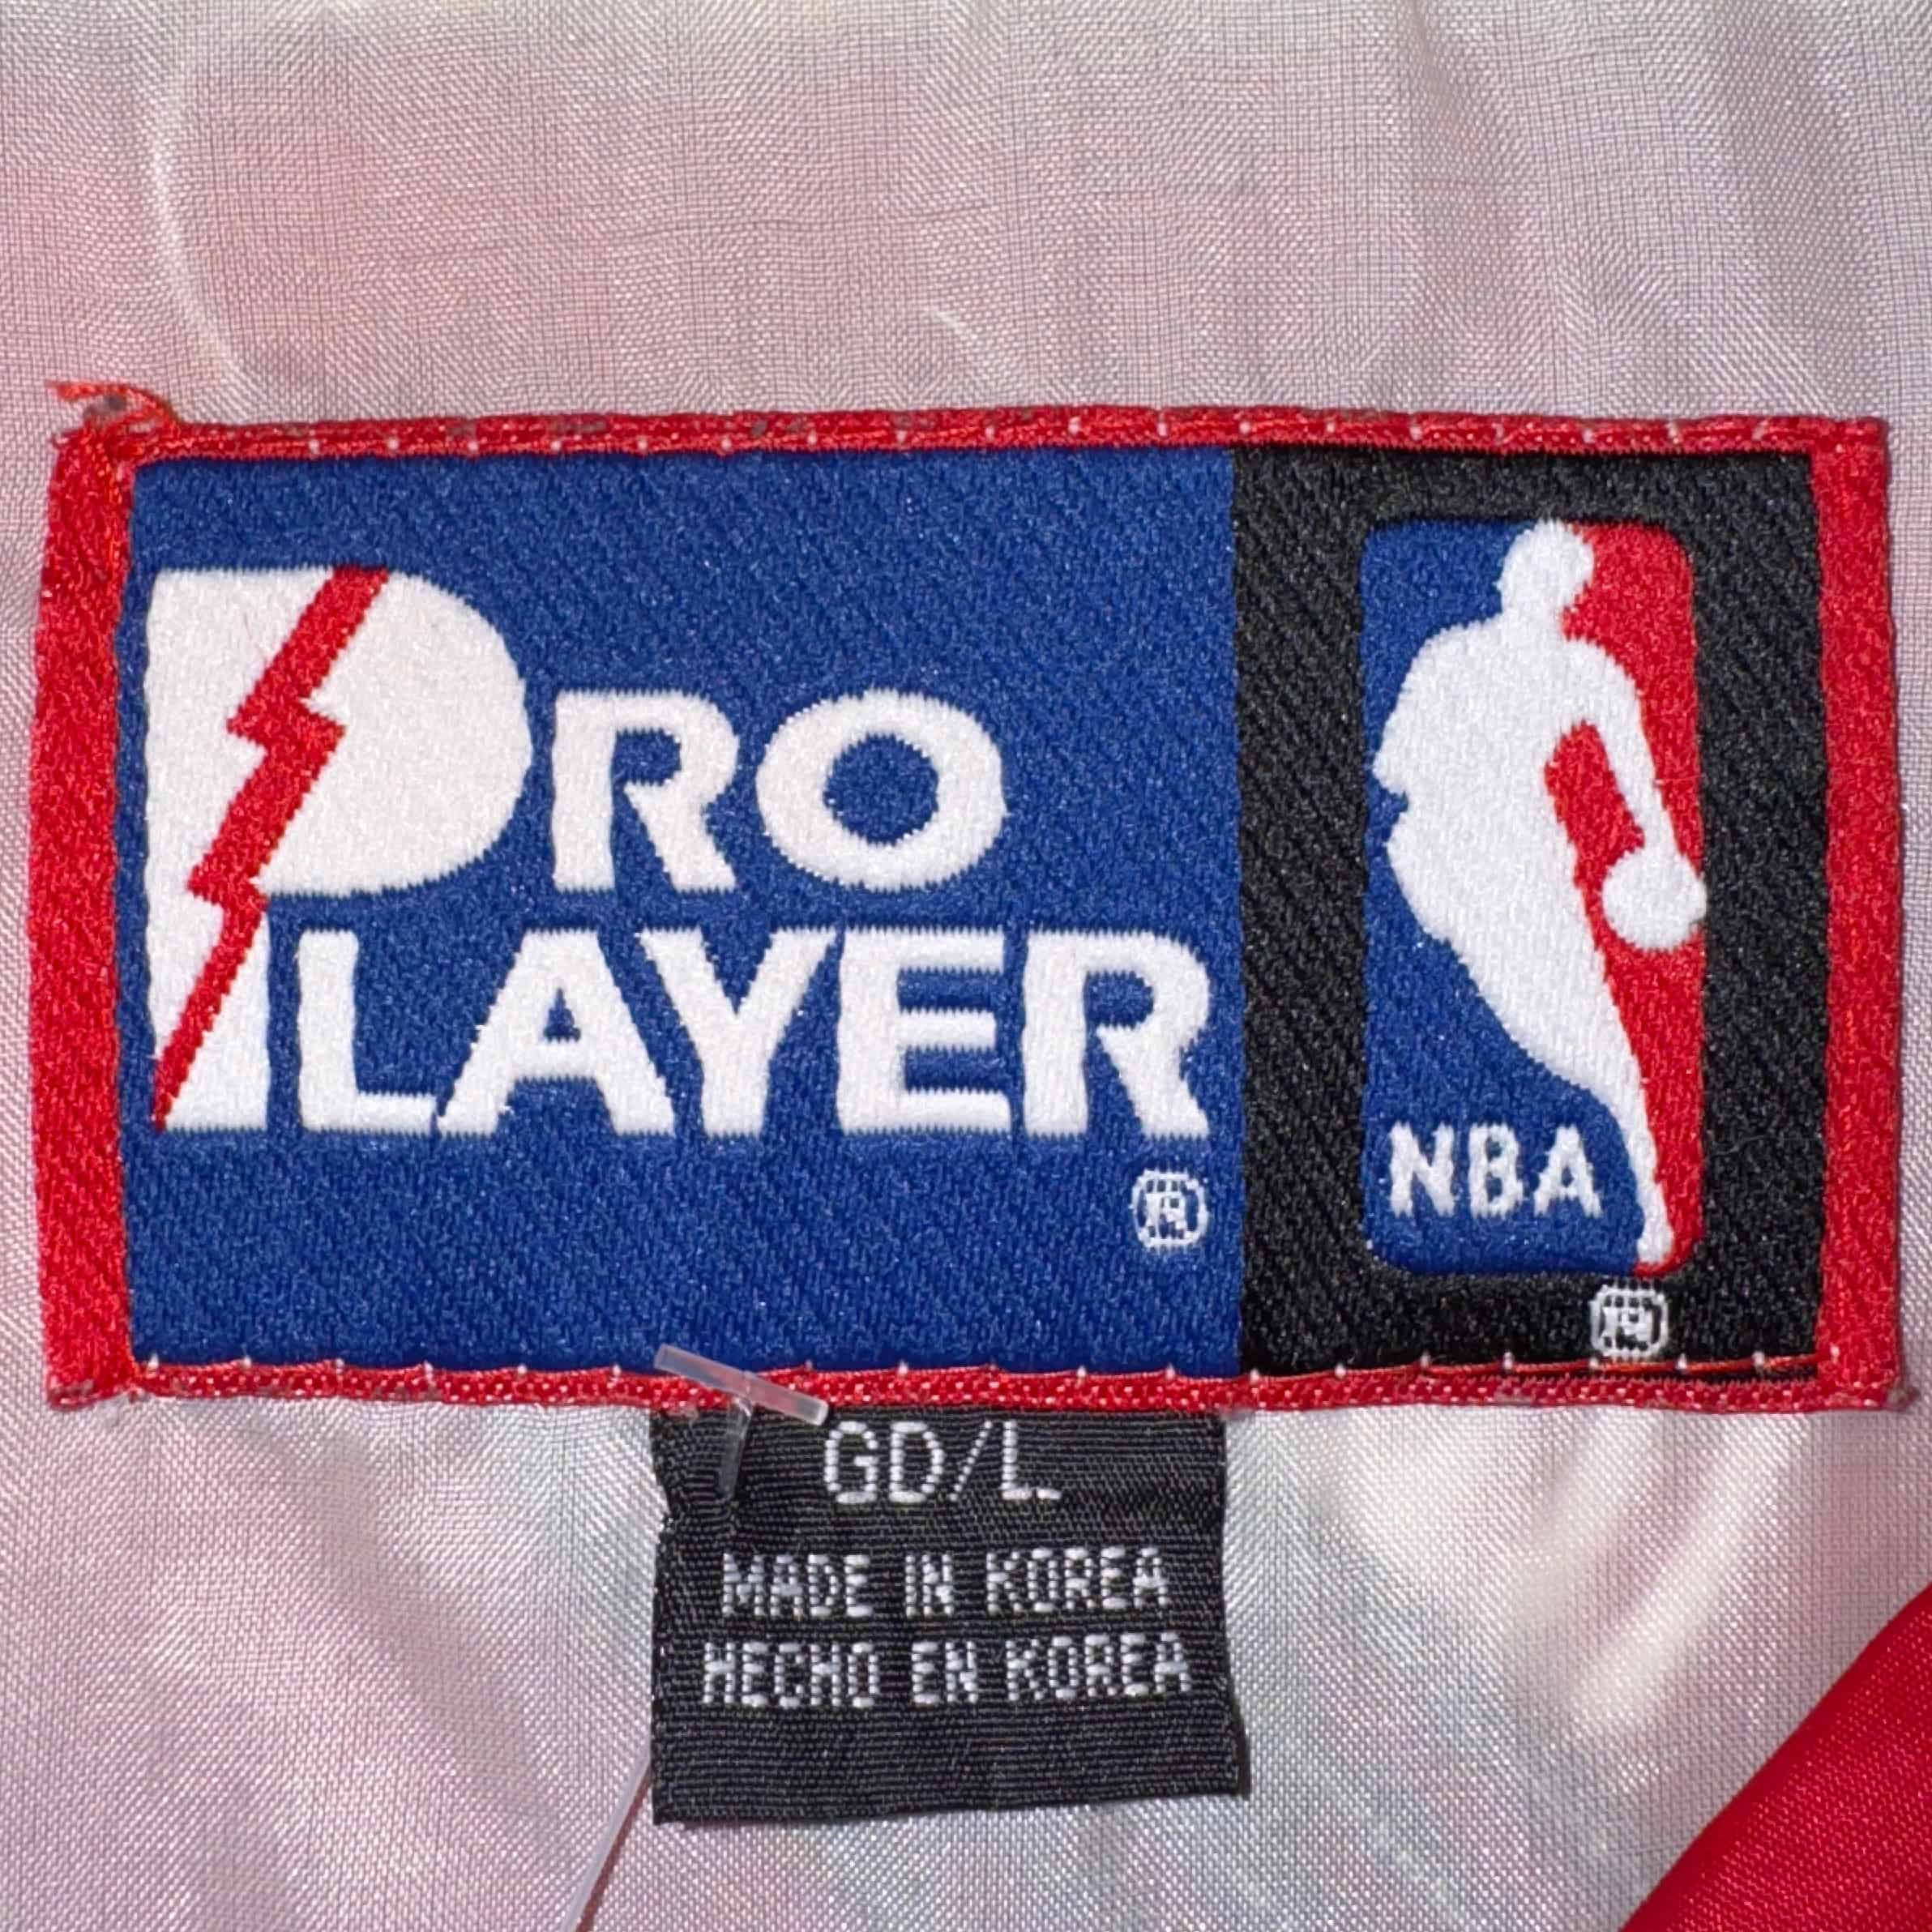 PRO
PLAYER
®
NBA
®
GD/L.
MADE IN KOREA
HECHO EN KOREA